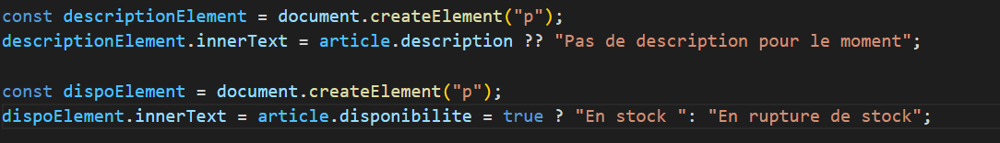 const descriptionElement = document.createElement("p");
descriptionElement.innerText = article.description ?? "Pas de description pour le moment";
const dispoElement = document.createElement("p");
dispoElement.innerText = article.disponibilite = true ? "En stock ": "En rupture de stock";